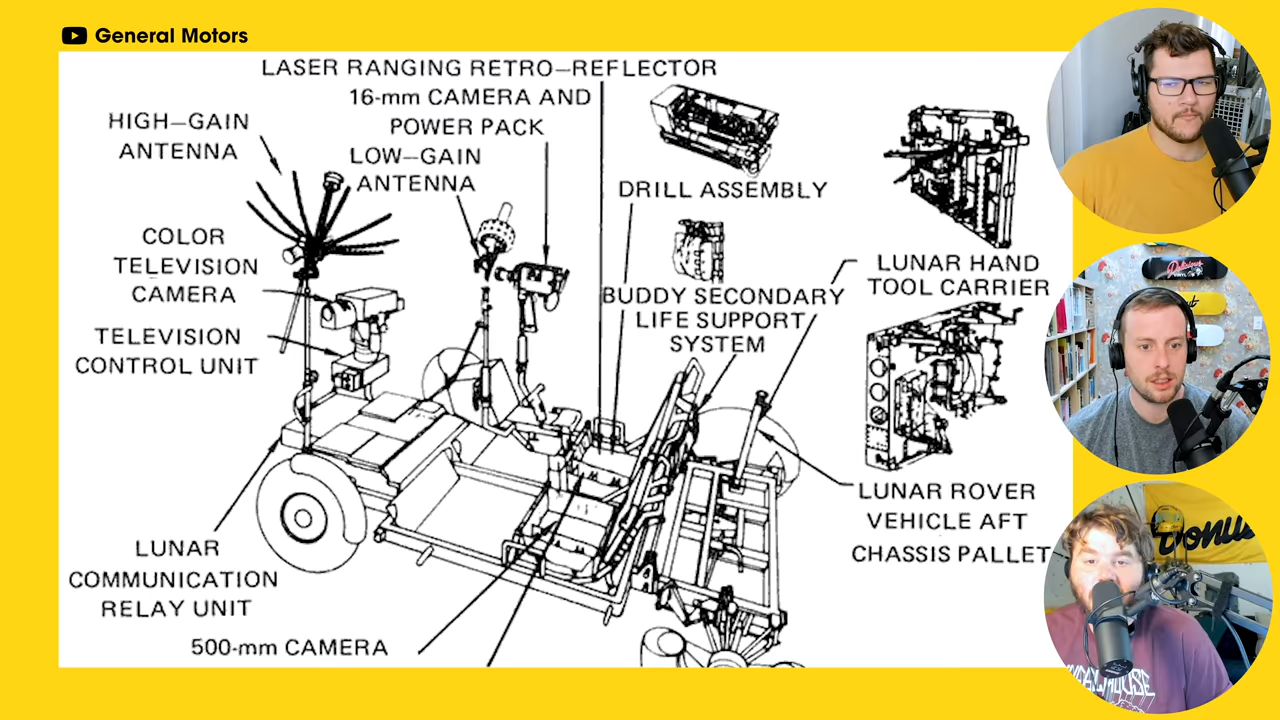 General Motors
LASER RANGING RETRO–REFLECTOR
16-mm CAMERA AND
POWER PACK
HIGH–GAIN
ANTENNA
LOW–GAIN
ANTENNA
DRILL ASSEMBLY
COLOR
TELEVISION
CAMERA
LUNAR HAND
TOOL CARRIER
BUDDY SECONDARY
LIFE SUPPORT
SYSTEM
TELEVISION
CONTROL UNIT
LUNAR ROVER
VEHICLE AFT
CHASSIS PALLET
LUNAR
COMMUNICATION
RELAY UNIT
500-mm CAMERA
Delicious
Donut